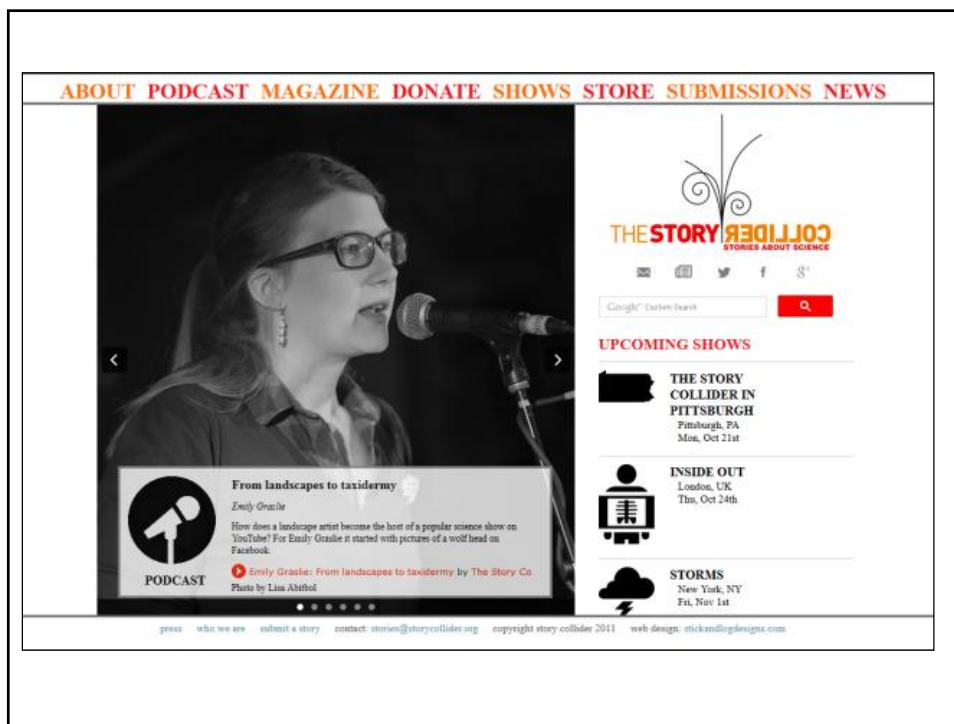 ABOUT PODCAST MAGAZINE DONATE SHOWS STORE SUBMISSIONS NEWS
THE STORY COLLIDER
STORIES ABOUT SCIENCE
g+
Google™ Custom Search
UPCOMING SHOWS
THE STORY
COLLIDER IN
PITTSBURGH
Pittsburgh, PA
Mon, Oct 21st
INSIDE OUT
London, UK
Thu, Oct 24th
STORMS
New York, NY
Fri, Nov 1st
From landscapes to taxidermy
Emily Graslie
How does a landscape artist become the host of a popular science show on
YouTube? For Emily Graslie it started with pictures of a wolf head on
Facebook.
Emily Graslie: From landscapes to taxidermy by The Story Co
Photo by Lisa Abitbol
PODCAST
press who we are submit a story contact: stories@storycollider.org copyright story collider 2011 web design: stickandlogdesigns.com